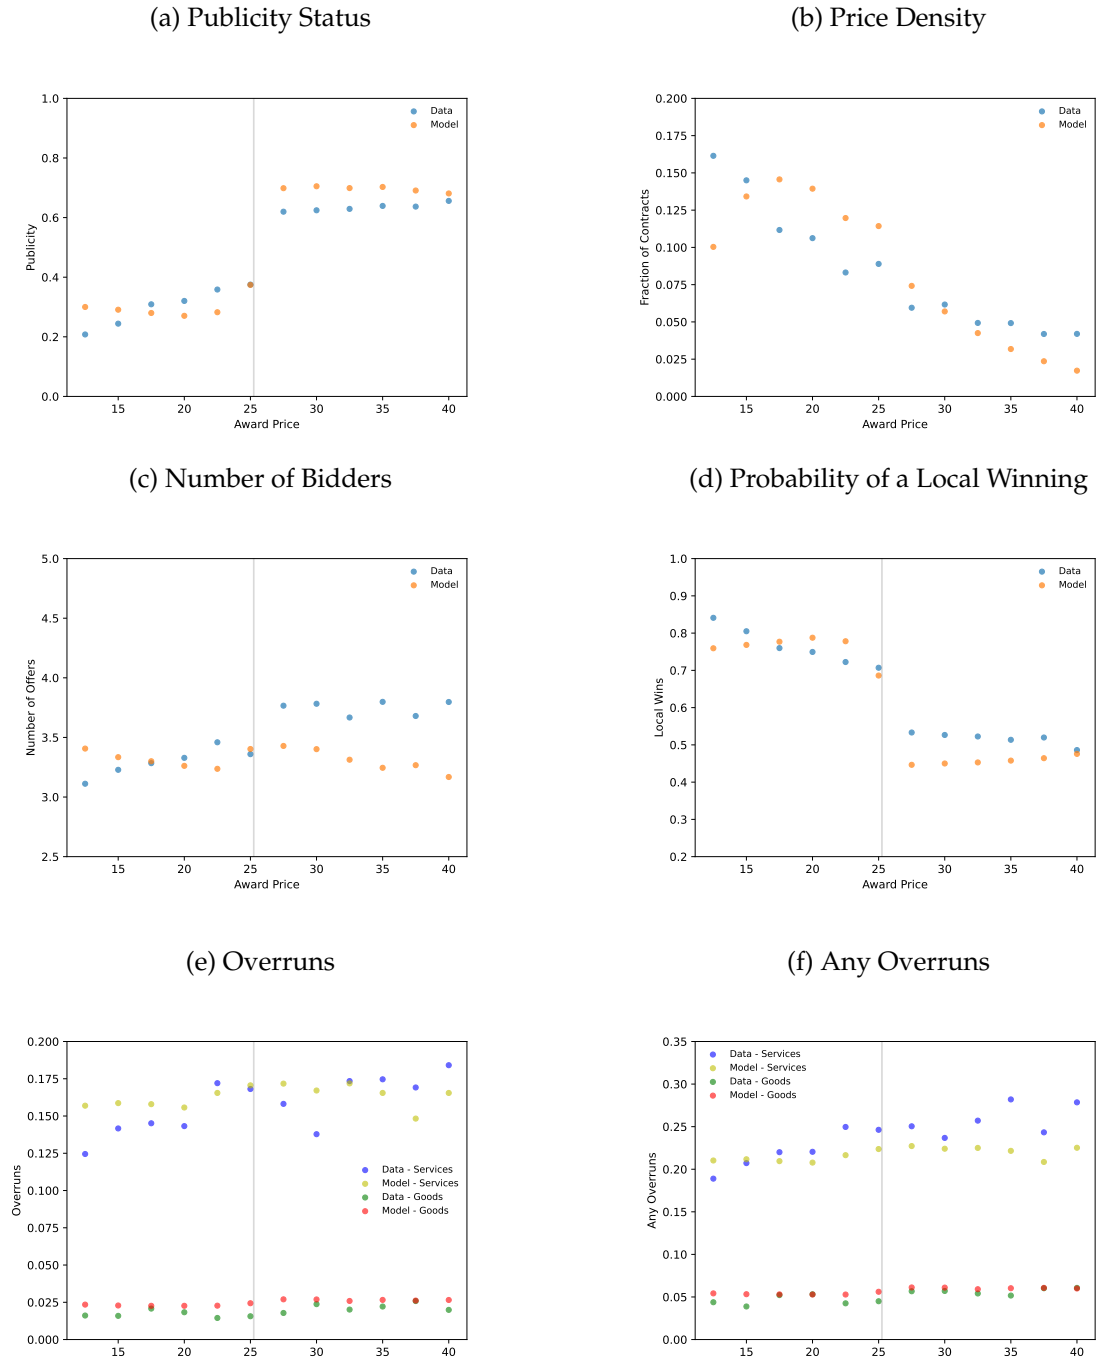 (a) Publicity Status
(b) Price Density
1.0
0.8
0.6
0.4
0.2
0.0
Publicity
Data
Model
15 20 25 30 35 40
Award Price
0.200
0.175
0.150
0.125
0.100
0.075
0.050
0.025
0.000
Fraction of Contracts
Data
Model
15 20 25 30 35 40
Award Price
(c) Number of Bidders
(d) Probability of a Local Winning
5.0
4.5
4.0
3.5
3.0
2.5
Number of Offers
Data
Model
15 20 25 30 35 40
Award Price
1.0
0.9
0.8
0.7
0.6
0.5
0.4
0.3
0.2
Local Wins
Data
Model
15 20 25 30 35 40
Award Price
(e) Overruns
(f) Any Overruns
0.200
0.175
0.150
0.125
0.100
0.075
0.050
0.025
0.000
Overruns
Data - Services
Model - Services
Data - Goods
Model - Goods
15 20 25 30 35 40
0.35
0.30
0.25
0.20
0.15
0.10
0.05
0.00
Any Overruns
Data - Services
Model - Services
Data - Goods
Model - Goods
15 20 25 30 35 40